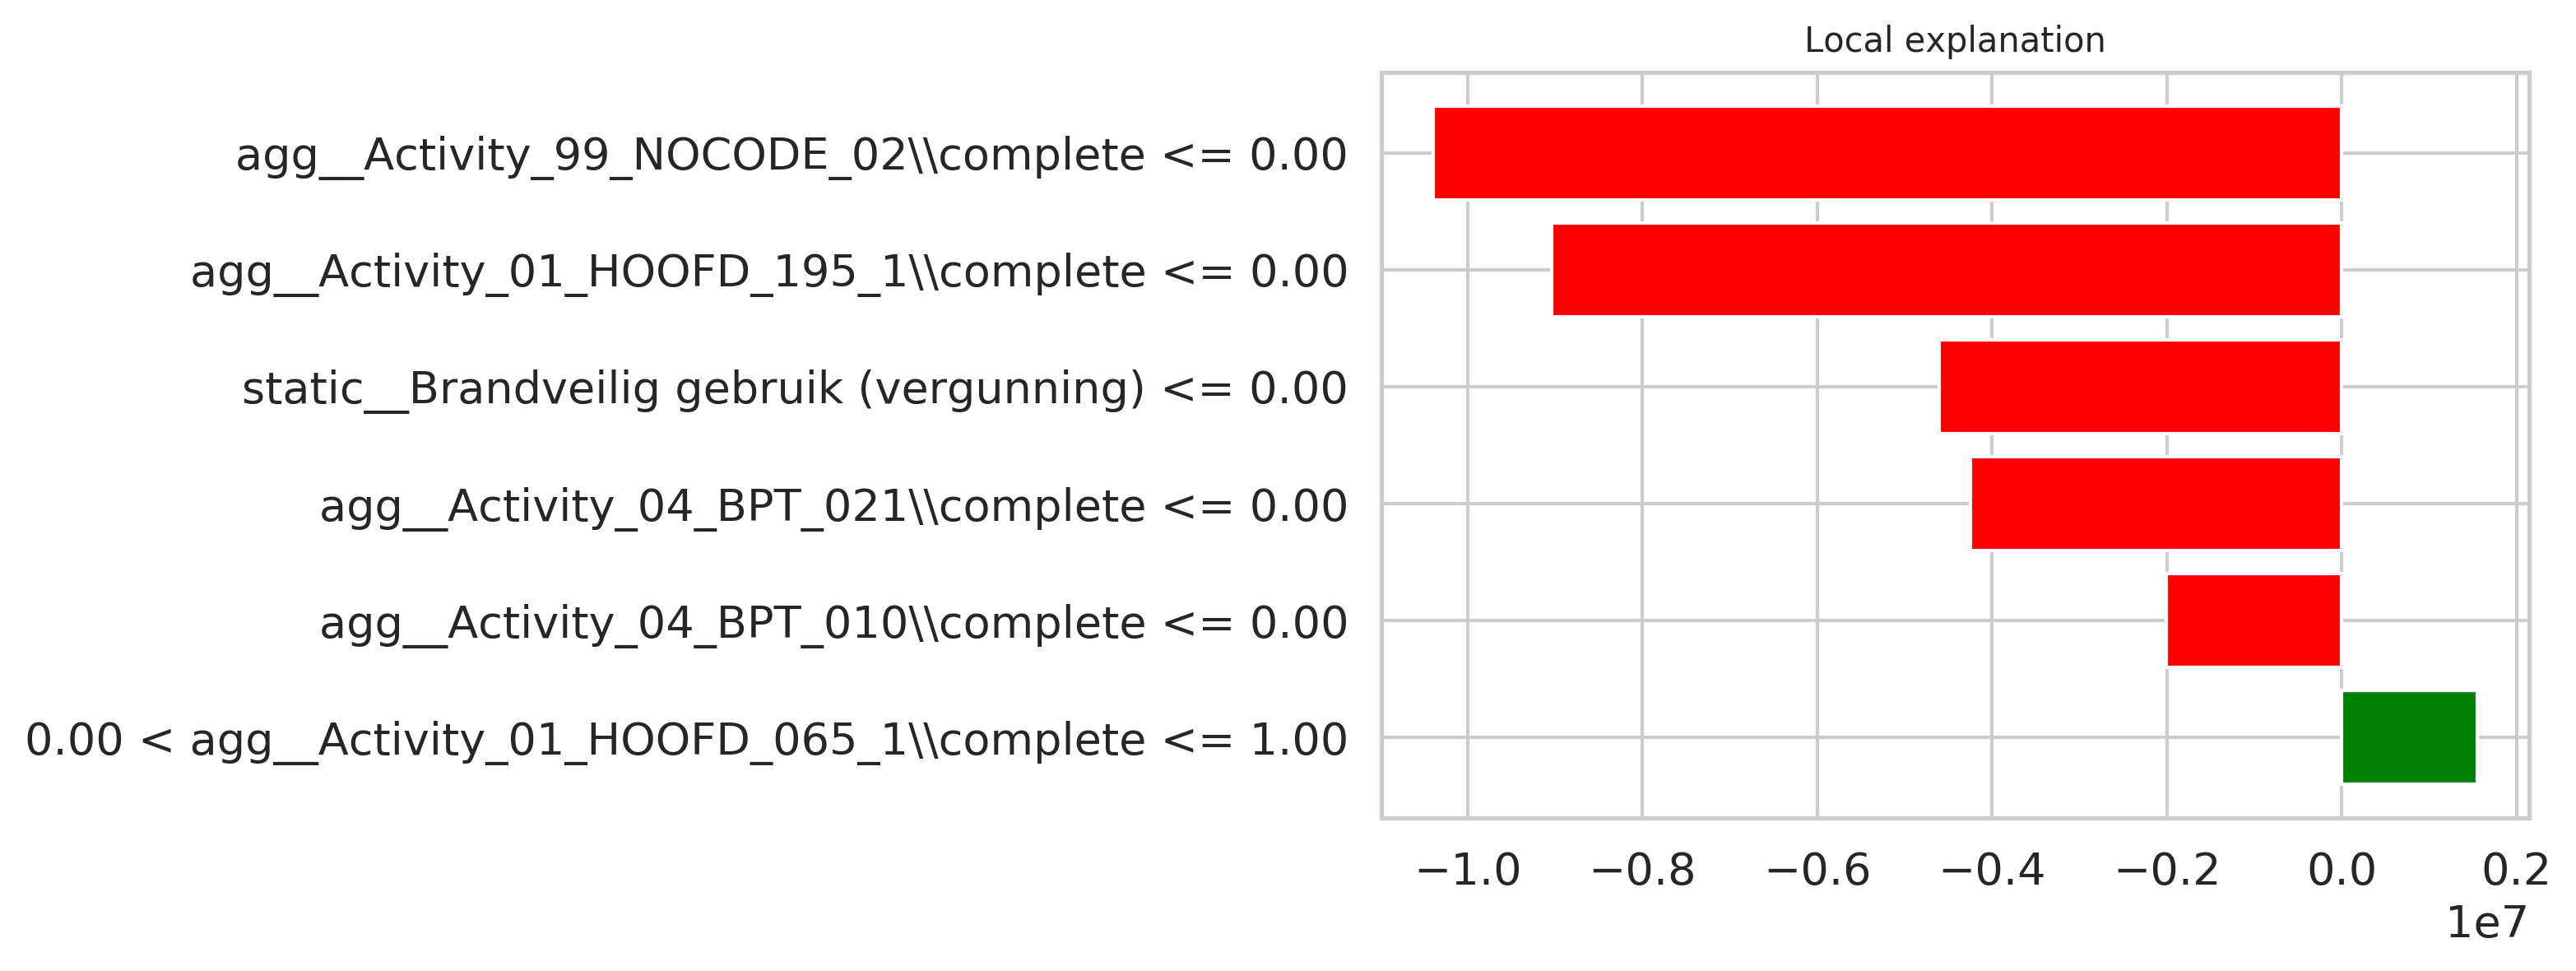 Local explanation
agg__Activity_99_NOCODE_02\\complete <= 0.00
agg__Activity_01_HOOFD_195_1\\complete <= 0.00
static__Brandveilig gebruik (vergunning) <= 0.00
agg__Activity_04_BPT_021\\complete <= 0.00
agg__Activity_04_BPT_010\\complete <= 0.00
0.00 < agg__Activity_01_HOOFD_065_1\\complete <= 1.00
−1.0 −0.8 −0.6 −0.4 −0.2 0.0 0.2
1e7